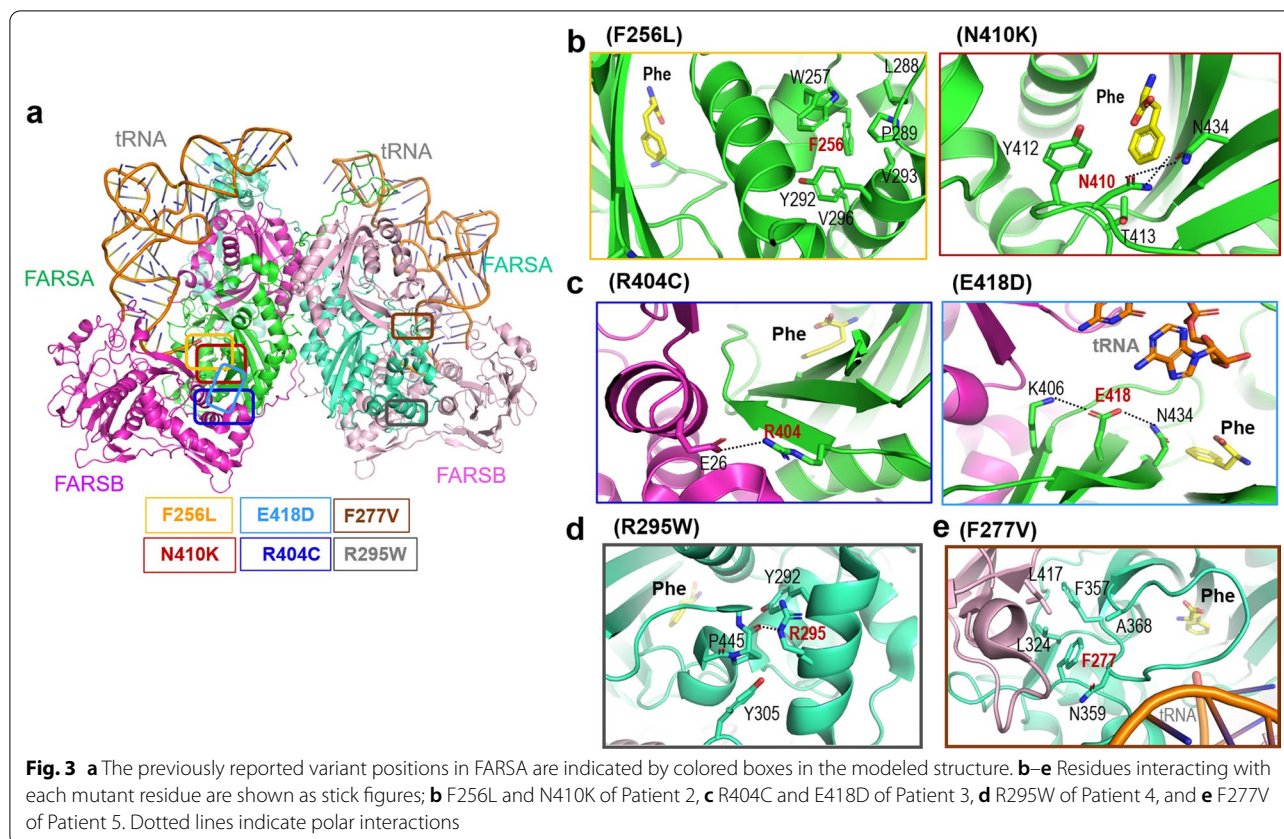 a
tRNA
tRNA
FARSA
FARSA
FARSB
FARSB
F256L E418D F277V
N410K R404C R295W
b (F256L)
Phe
W257
L288
F256
P289
V293
Y292
V296
(N410K)
Phe
Y412
N434
N410
T413
c (R404C)
Phe
R404
E26
(E418D)
tRNA
K406
E418
N434
Phe
d (R295W)
Y292
Phe
R295
P445
Y305
e (F277V)
L417
F357
Phe
A368
L324
F277
N359
tRNA
Fig. 3 a The previously reported variant positions in FARSA are indicated by colored boxes in the modeled structure. b–e Residues interacting with
each mutant residue are shown as stick figures; b F256L and N410K of Patient 2, c R404C and E418D of Patient 3, d R295W of Patient 4, and e F277V
of Patient 5. Dotted lines indicate polar interactions